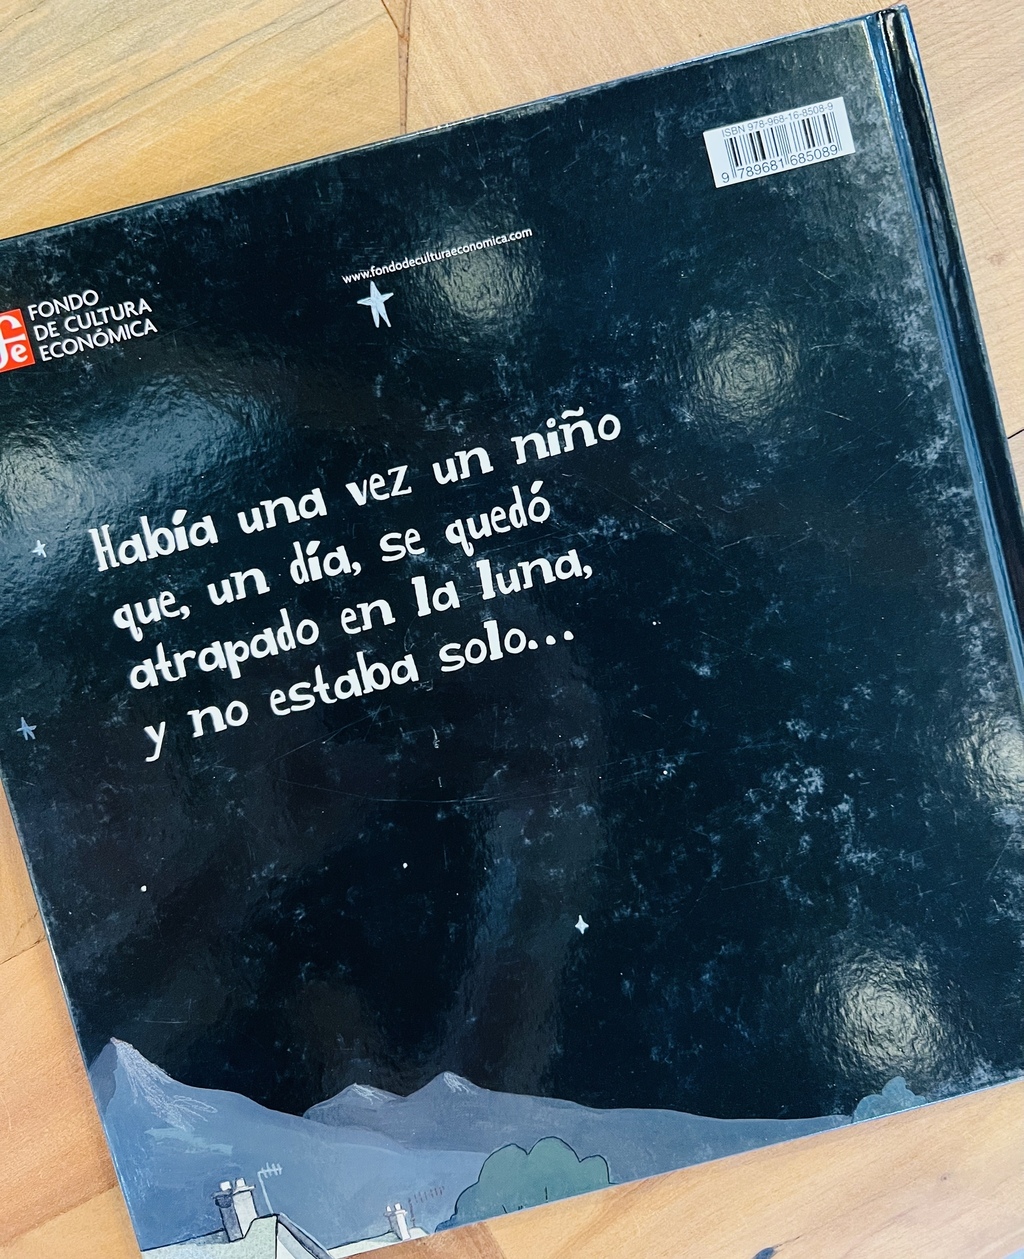 ISBN 978-968-16-8508-9
9 789681 685089
www.fondodeculturaeconomica.com
fe
FONDO
DE CULTURA
ECONÓMICA
Había una vez un niño
que, un día, se quedó
atrapado en la luna,
y no estaba solo...